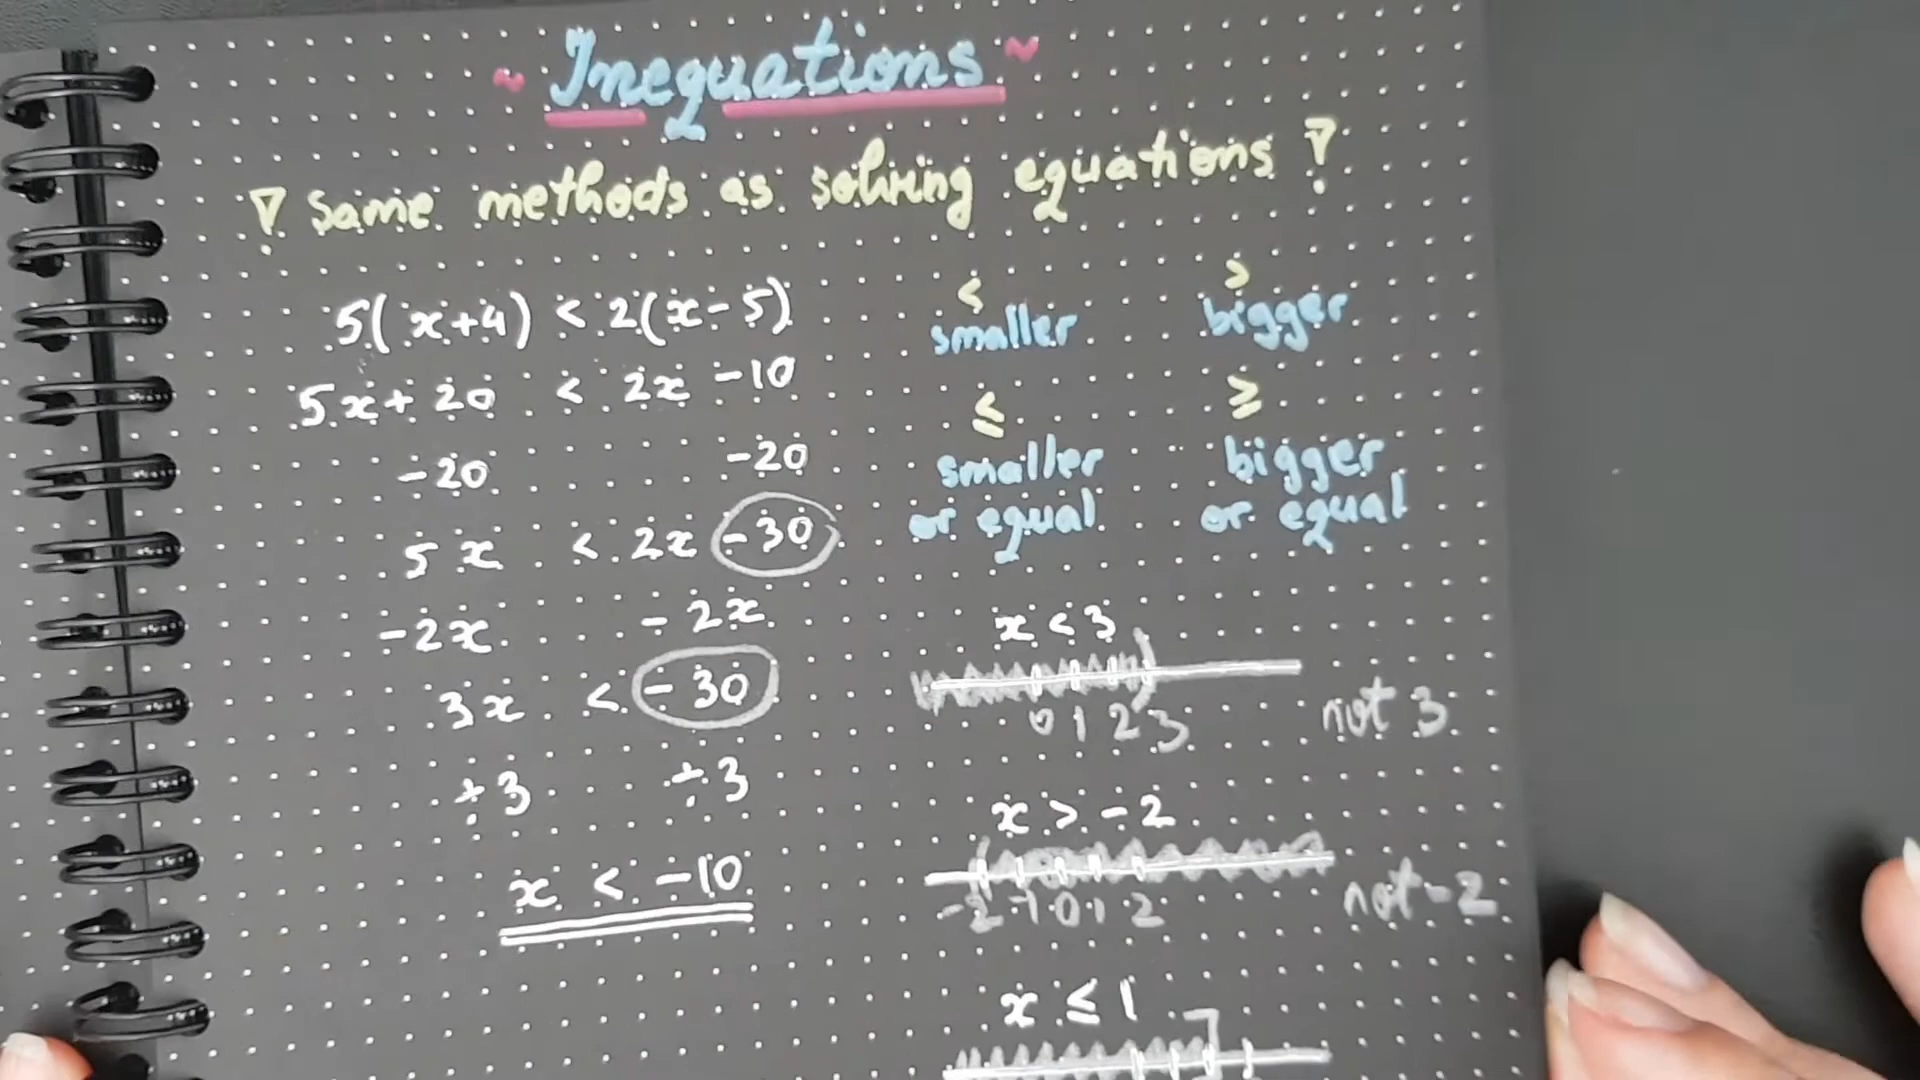 ~ Inequations ~
! Same methods as solving equations !
5(x+4) < 2(x-5)
5x+20 < 2x -10
-20 -20
5x < 2x -30
-2x -2x
3x < -30
÷3 ÷3
x < -10
< >
smaller bigger
≤ ≥
smaller bigger
or equal or equal
x < 3
0 1 2 3 not 3
x > -2
-2 -1 0 1 2 not -2
x ≤ 1